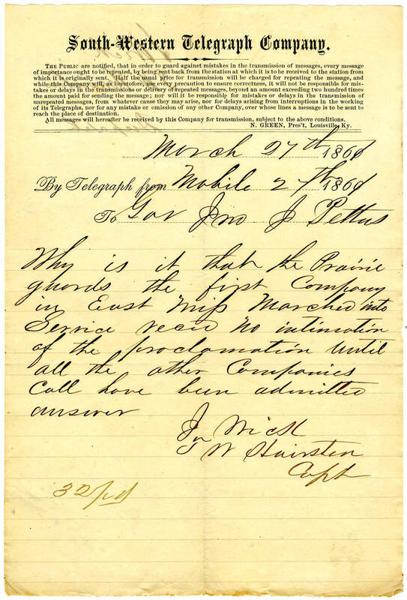 South-Western Telegraph Company.
THE PUBLIC are notified, that in order to guard against mistakes in the transmission of messages, every message
of importance ought to be repeated, by being sent back from the station at which it is to be received to the station from
which it is originally sent. Half the usual price for transmission will be charged for repeating the message, and
while this Company will, as heretofore, use every precaution to ensure correctness, it will not be responsible for mis-
takes or delays in the transmissions or delivery of repeated messages, beyond an amount exceeding two hundred times
the amount paid for sending the message; nor will it be responsible for mistakes or delays in the transmission of
unrepeated messages, from whatever cause they may arise, nor for delays arising from interruptions in the working
of its Telegraphs, nor for any mistake or omission of any other Company, over whose lines a message is to be sent to
reach the place of destination.
All messages will hereafter be received by this Company for transmission, subject to the above conditions.
N. GREEN, Pres't, Louisville, Ky.
March 27th 1861
By Telegraph from Mobile 27th 1861
To Gov Jno J Pettus
Why is it that the Prairie
guards the first Company
in East Miss Marched into
Service recd no intimation
of the proclamation until
all the other Companies
Call have been admitted
answer
T W Hairston
Capt
32 pd